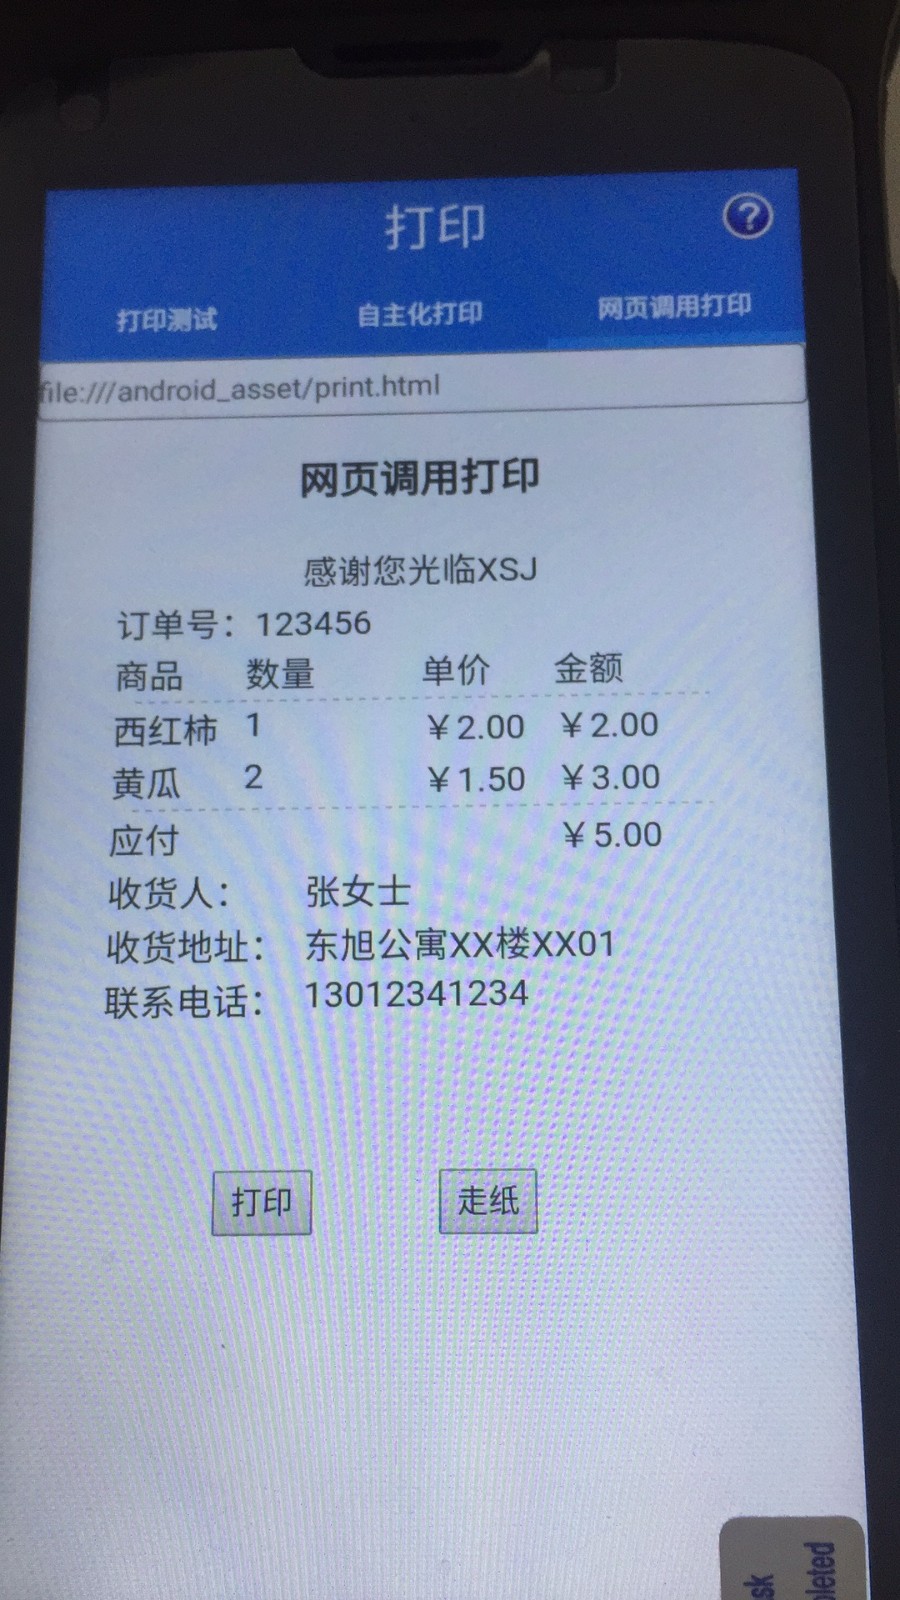 打印
?
打印测试 自主化打印 网页调用打印
file:///android_asset/print.html
网页调用打印
感谢您光临XSJ
订单号：123456
商品 数量 单价 金额
西红柿 1 ￥2.00 ￥2.00
黄瓜 2 ￥1.50 ￥3.00
应付 ￥5.00
收货人： 张女士
收货地址： 东旭公寓XX楼XX01
联系电话： 13012341234
打印 走纸